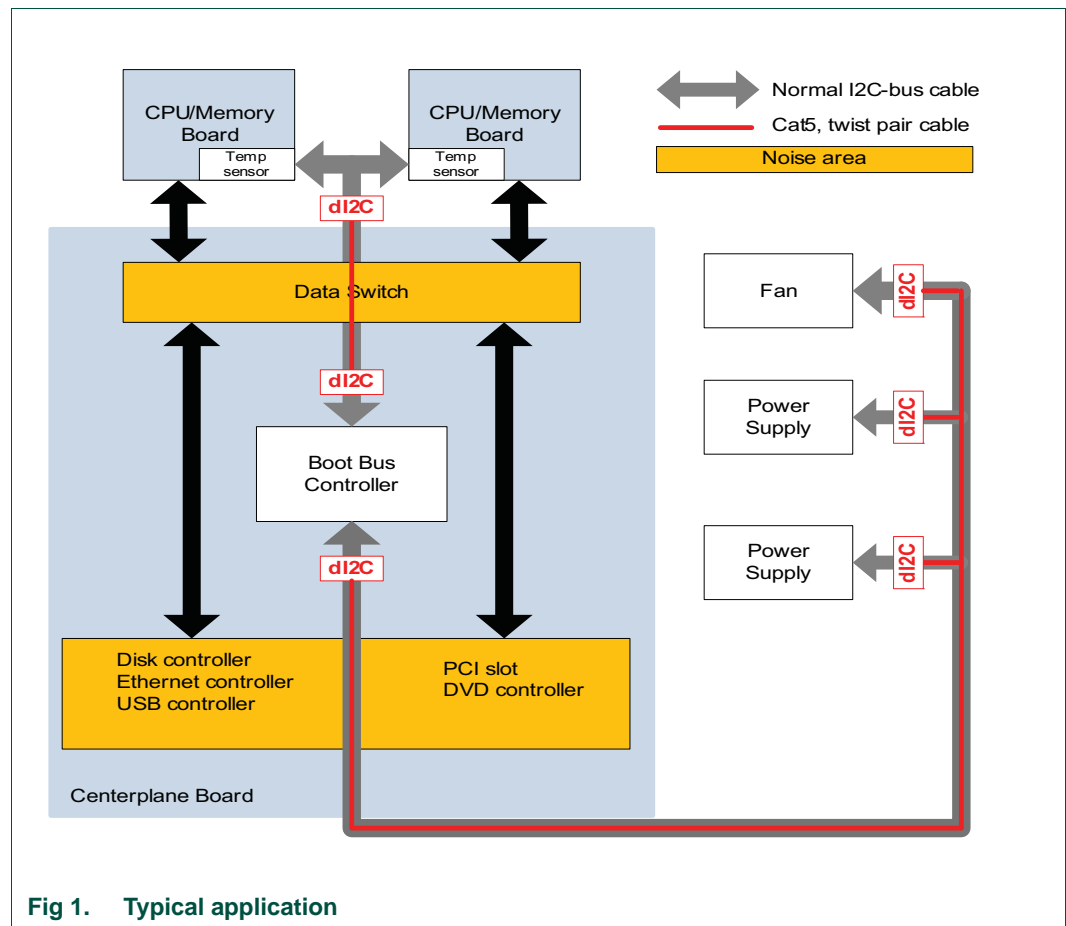 CPU/Memory
Board
Temp
sensor
CPU/Memory
Board
Temp
sensor
Normal I2C-bus cable
Cat5, twist pair cable
Noise area
dI2C
Data Switch
dI2C
Boot Bus
Controller
dI2C
Fan
dI2C
Power
Supply
dI2C
Power
Supply
dI2C
Disk controller
Ethernet controller
USB controller
PCI slot
DVD controller
Centerplane Board
Fig 1. Typical application